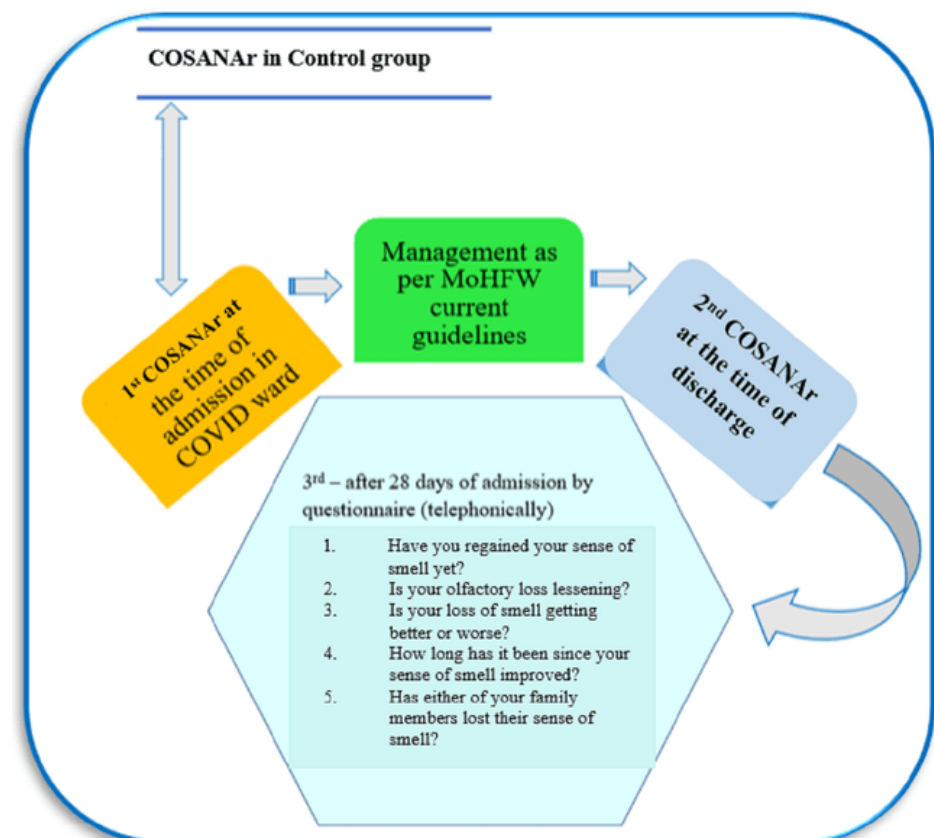 COSANAr in Control group
1st COSANAr at
the time of
admission in
COVID ward
Management as
per MoHFW
current
guidelines
2nd COSANAr
at the time of
discharge
3rd – after 28 days of admission by
questionnaire (telephonically)
1. Have you regained your sense of
smell yet?
2. Is your olfactory loss lessening?
3. Is your loss of smell getting
better or worse?
4. How long has it been since your
sense of smell improved?
5. Has either of your family
members lost their sense of
smell?